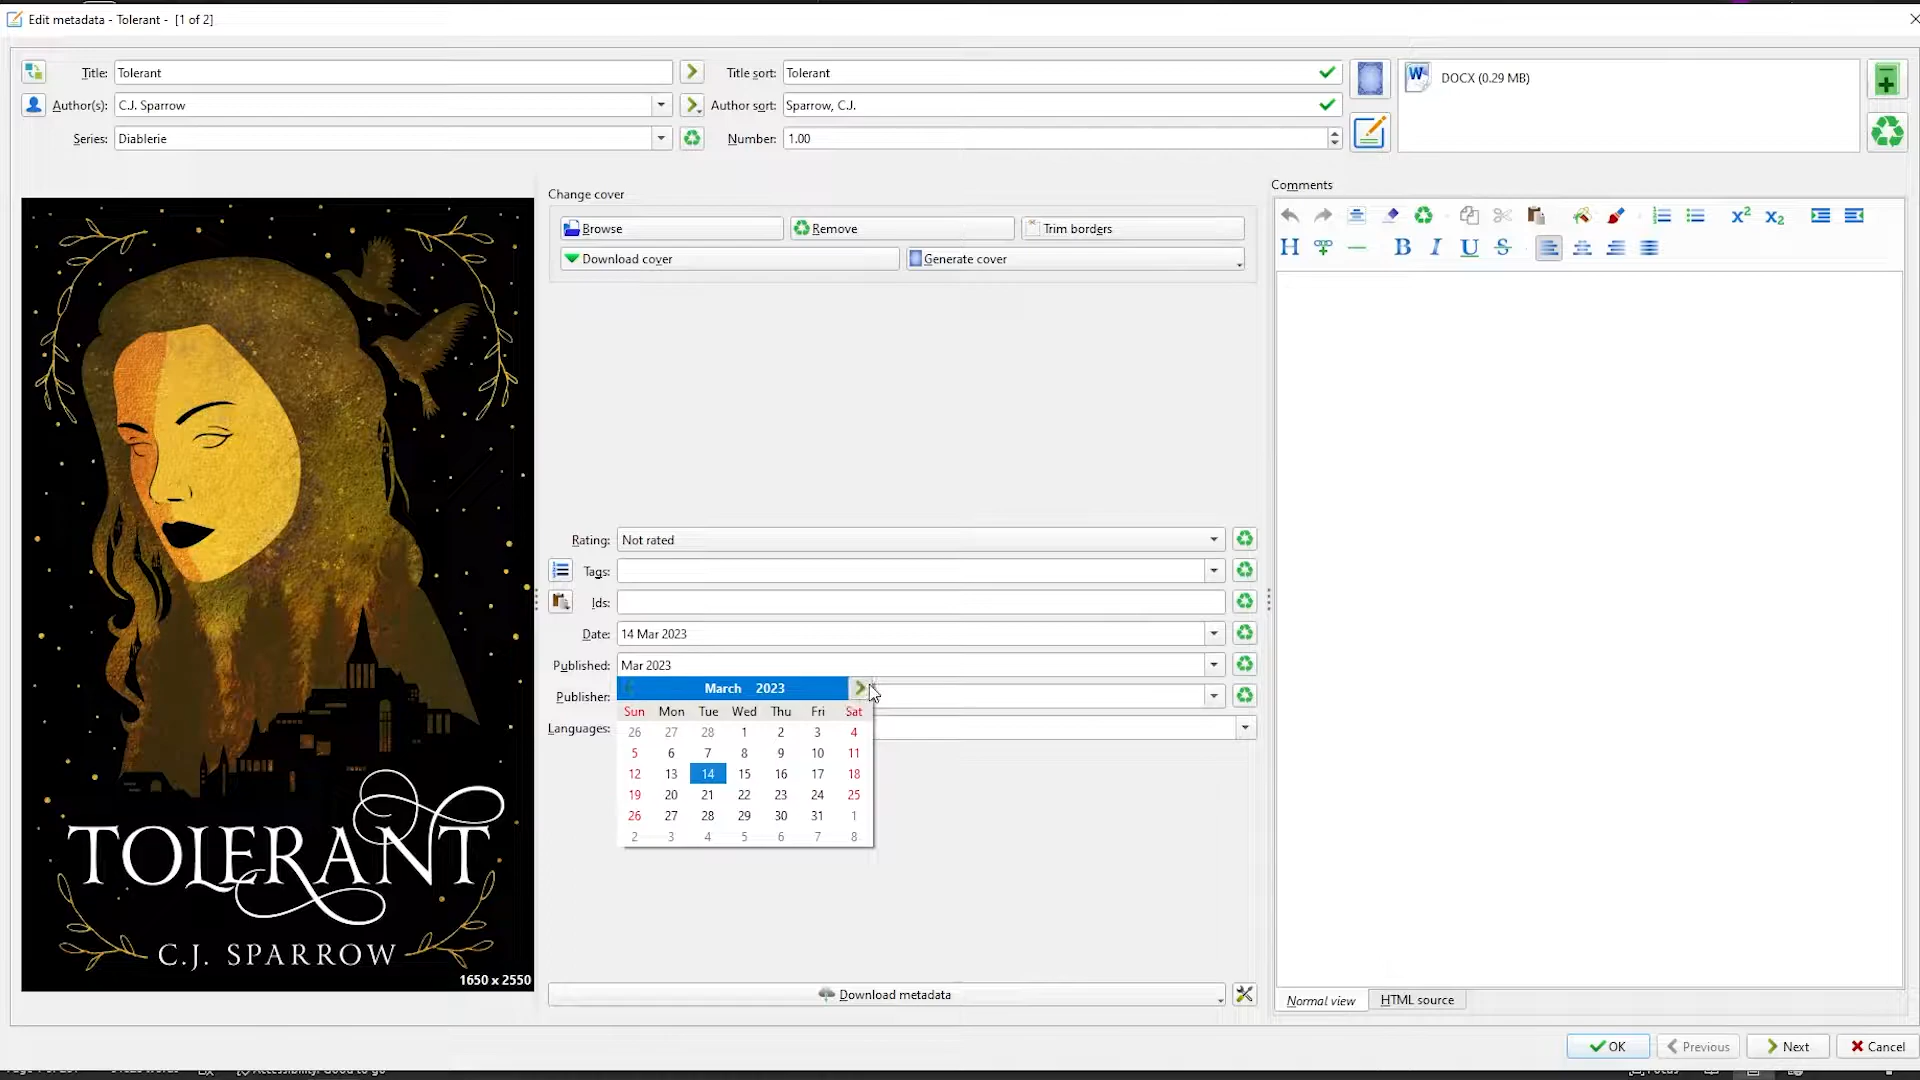 Edit metadata - Tolerant - [1 of 2]
Title: Tolerant
Title sort: Tolerant
DOCX (0.29 MB)
Author(s): C.J. Sparrow
Author sort: Sparrow, C.J.
Series: Diablerie
Number: 1.00
Change cover
Browse
Remove
Trim borders
Download cover
Generate cover
TOLERANT
C.J. SPARROW
1650 x 2550
Rating: Not rated
Tags:
Ids:
Date: 14 Mar 2023
Published: Mar 2023
Publisher:
Languages:
March 2023
Sun Mon Tue Wed Thu Fri Sat
26 27 28 1 2 3 4
5 6 7 8 9 10 11
12 13 14 15 16 17 18
19 20 21 22 23 24 25
26 27 28 29 30 31 1
2 3 4 5 6 7 8
Download metadata
Comments
H B I U S
X² X₂
Normal view
HTML source
OK
Previous
Next
Cancel